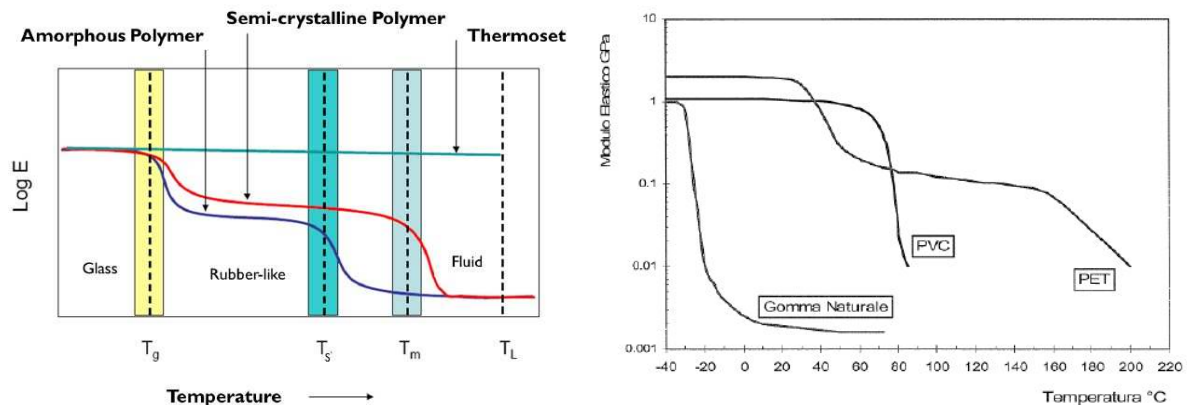 Semi-crystalline Polymer
Amorphous Polymer
Thermoset
Log E
Glass
Rubber-like
Fluid
Tg
Ts
Tm
TL
Temperature
Modulo Elastico GPa
10
1
0.1
0.01
0.001
PVC
PET
Gomma Naturale
-40 -20 0 20 40 60 80 100 120 140 160 180 200 220
Temperatura °C